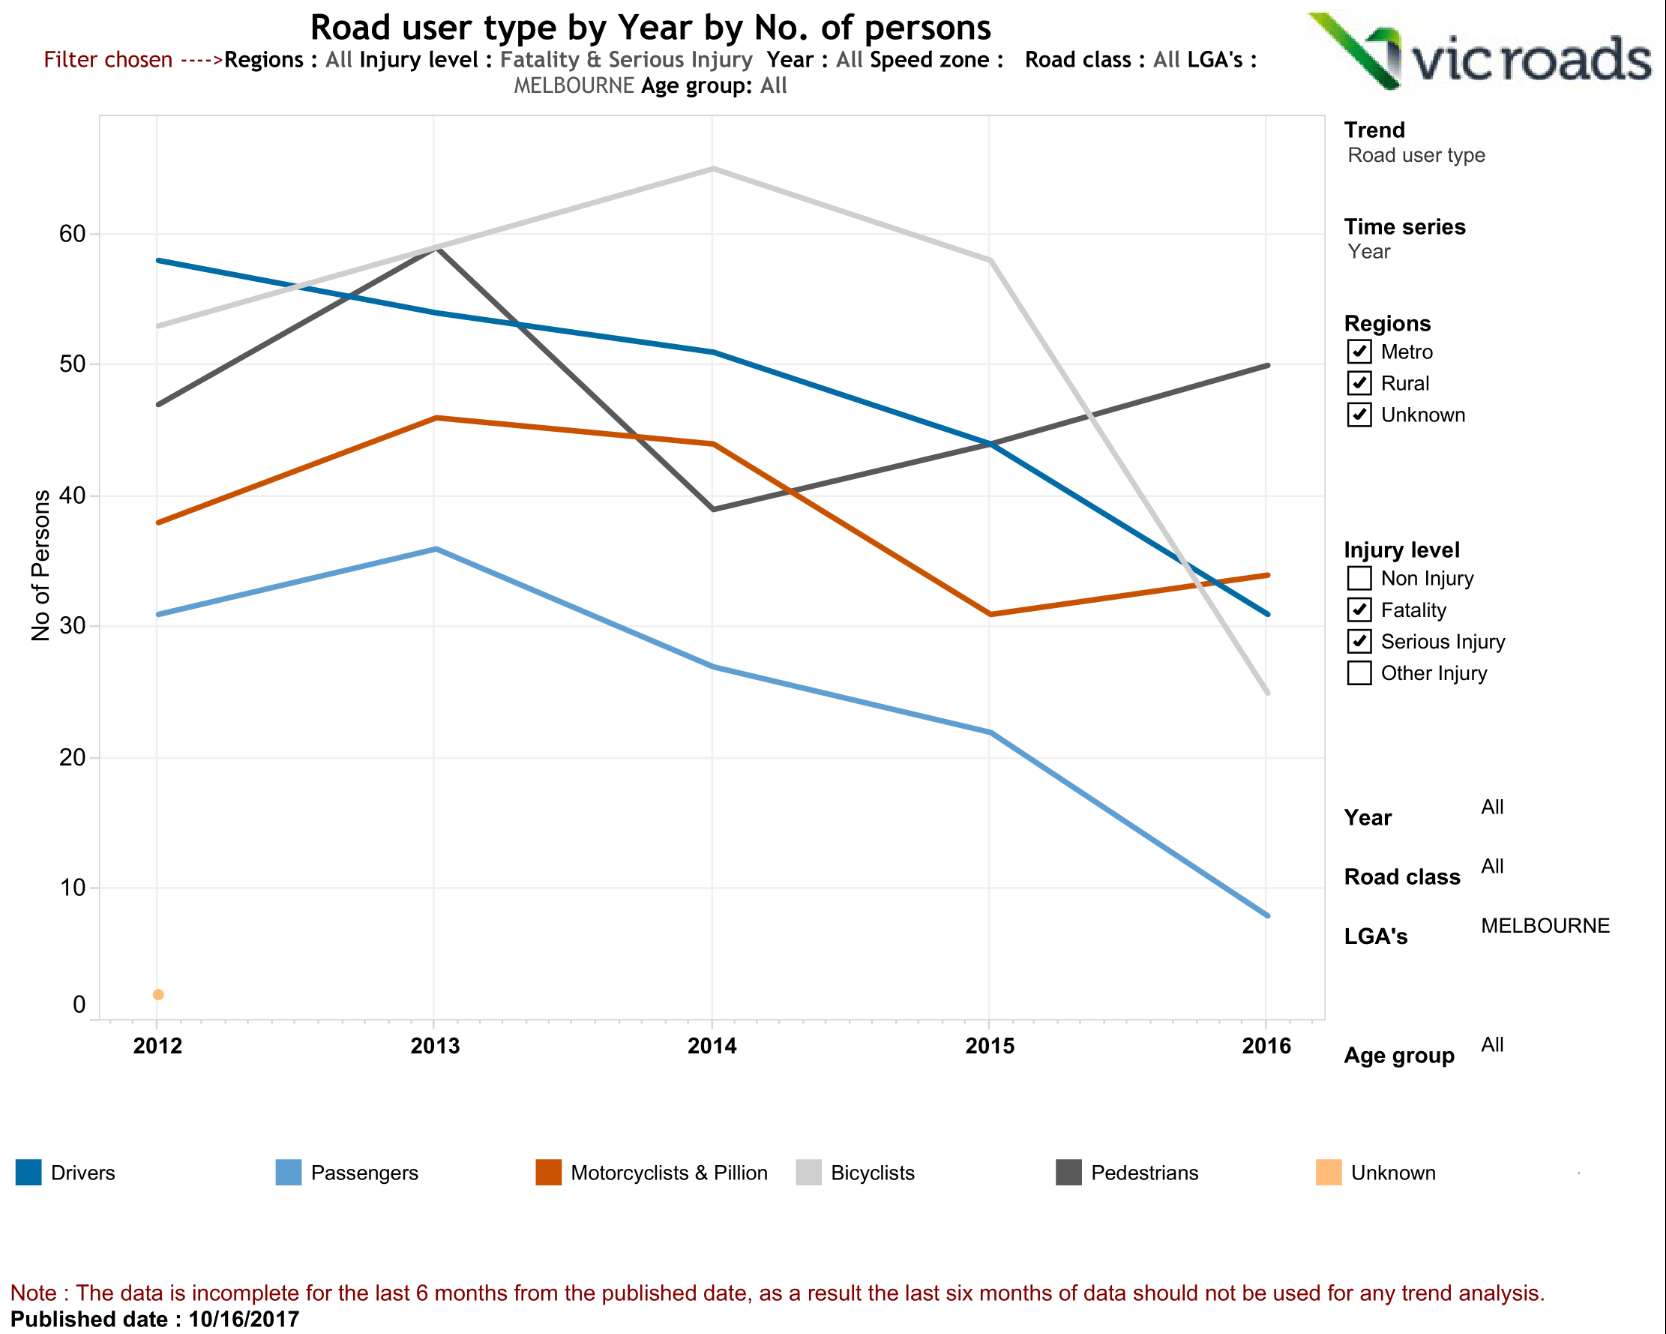 Road user type by Year by No. of persons
Filter chosen ---->Regions : All Injury level : Fatality & Serious Injury Year : All Speed zone : Road class : All LGA's :
MELBOURNE Age group: All
vicroads
Trend
Road user type
Time series
Year
Regions
Metro
Rural
Unknown
Injury level
Non Injury
Fatality
Serious Injury
Other Injury
Year All
Road class All
LGA's MELBOURNE
Age group All
No of Persons
60
50
40
30
20
10
0
2012 2013 2014 2015 2016
Drivers Passengers Motorcyclists & Pillion Bicyclists Pedestrians Unknown
Note : The data is incomplete for the last 6 months from the published date, as a result the last six months of data should not be used for any trend analysis.
Published date : 10/16/2017